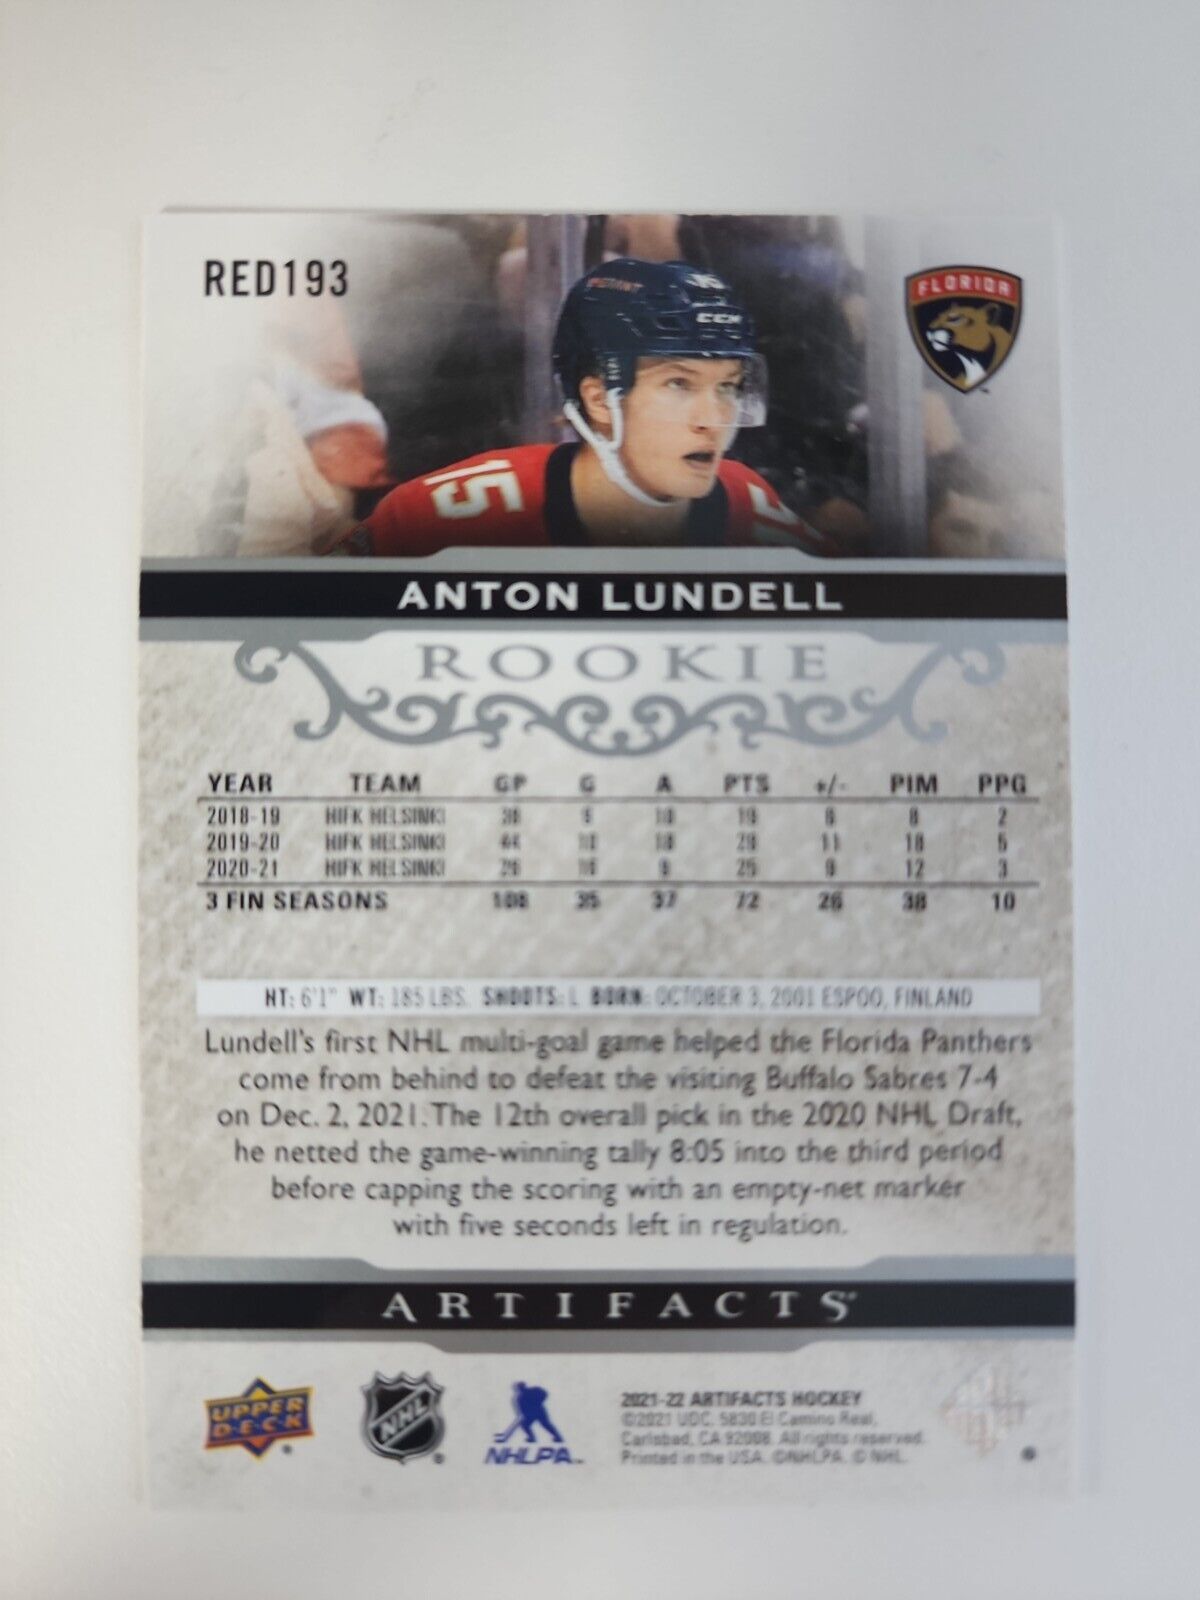 RED193
FLORIDA
CCM
15
ANTON LUNDELL
ROOKIE
YEAR TEAM GP G A PTS +/- PIM PPG
2018-19 HIFK HELSINKI 38 9 10 19 6 8 2
2019-20 HIFK HELSINKI 44 10 18 28 11 18 5
2020-21 HIFK HELSINKI 26 16 9 25 9 12 3
3 FIN SEASONS 108 35 37 72 26 38 10
HT: 6'1" WT: 185 LBS. SHOOTS: L BORN: OCTOBER 3, 2001 ESPOO, FINLAND
Lundell's first NHL multi-goal game helped the Florida Panthers
come from behind to defeat the visiting Buffalo Sabres 7-4
on Dec. 2, 2021. The 12th overall pick in the 2020 NHL Draft,
he netted the game-winning tally 8:05 into the third period
before capping the scoring with an empty-net marker
with five seconds left in regulation.
ARTIFACTS
UPPER
DECK
NHL
NHLPA
2021-22 ARTIFACTS HOCKEY
©2021 UDC. 5830 El Camino Real,
Carlsbad, CA 92008. All rights reserved.
Printed in the USA. ©NHLPA. © NHL.